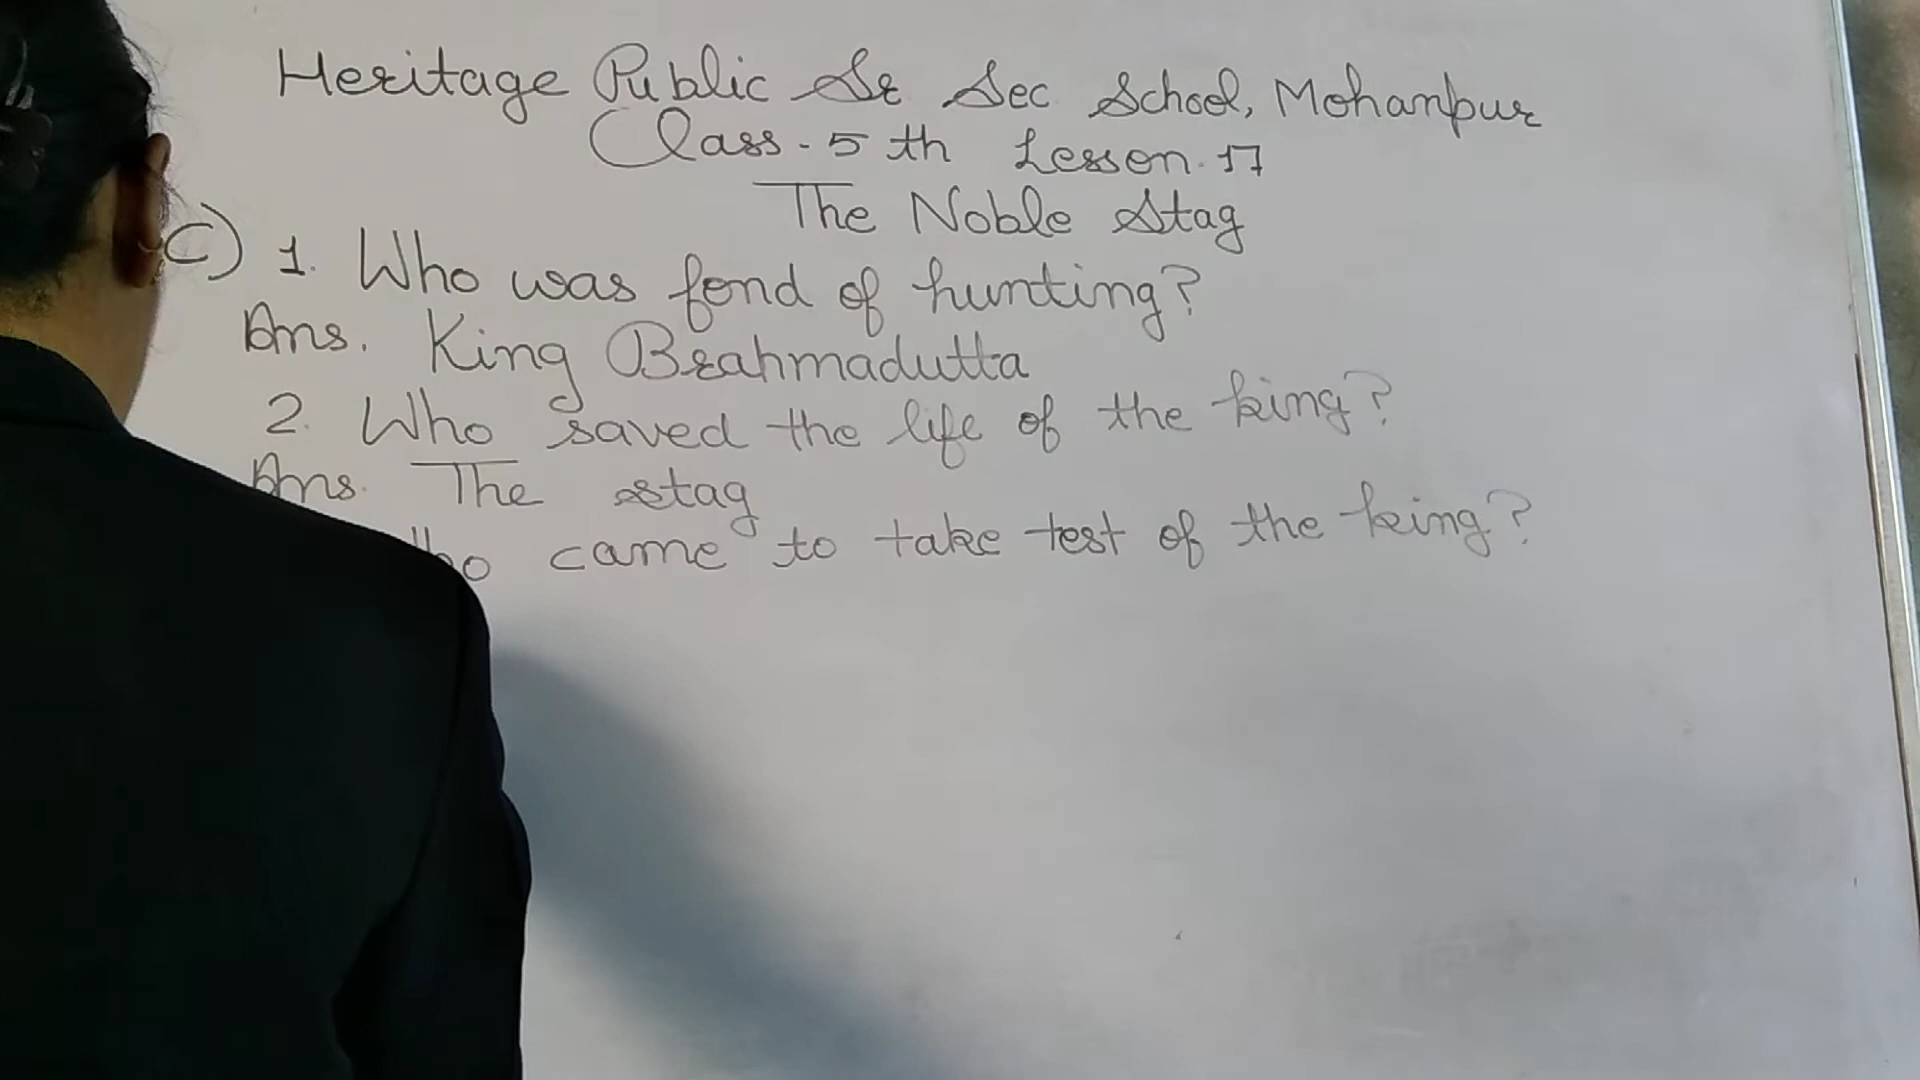 Heritage Public Sr Sec School, Mohanpur
Class - 5 th Lesson - 17
The Noble Stag
C) 1. Who was fond of hunting?
Ans. King Brahmadutta
2. Who saved the life of the king?
Ans. The stag
came to take test of the king?